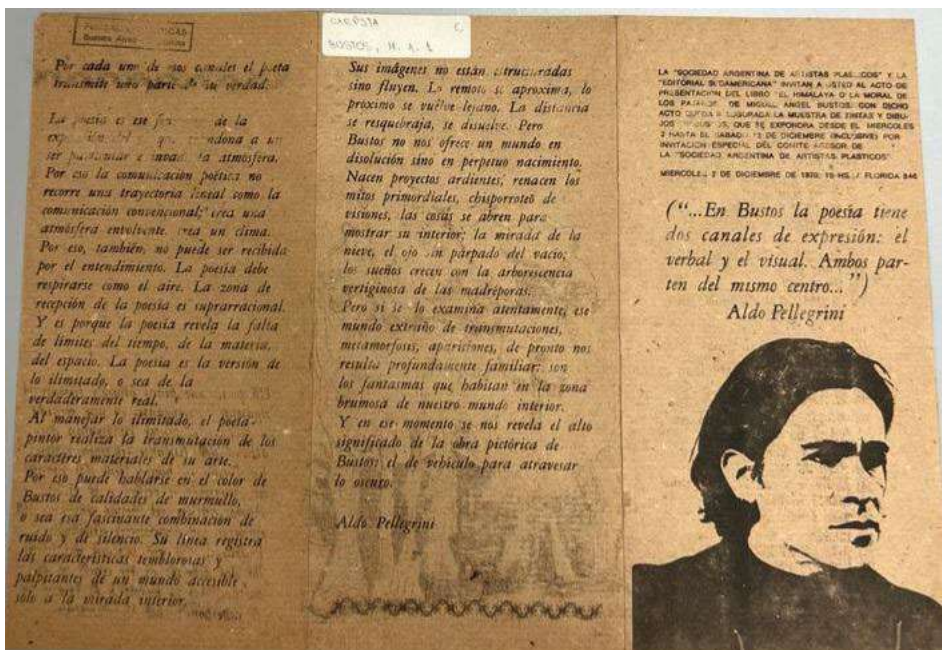 Buenos Aires
CARPETA
C
BUSTOS, M. A. 1
Por cada uno de esos canales el poeta
transmite una parte de su verdad.
La poesía es ese de la
a un
ser particular e invade la atmósfera.
Por eso la comunicación poética no
recorre una trayectoria lineal como la
comunicación convencional; crea una
atmósfera envolvente, crea un clima.
Por eso, también, no puede ser recibida
por el entendimiento. La poesía debe
respirarse como el aire. La zona de
recepción de la poesía es suprarracional.
Y es porque la poesía revela la falta
de límites del tiempo, de la materia,
del espacio. La poesía es la versión de
lo ilimitado, o sea de la
verdaderamente real.
Al manejar lo ilimitado, el poeta-
pintor realiza la transmutación de los
caracteres materiales de su arte.
Por eso puede hablarse en el color de
Bustos de calidades de murmullo,
o sea esa fascinante combinación de
ruido y de silencio. Su línea registra
las características temblorosas y
palpitantes de un mundo accesible
sólo a la mirada interior.
Sus imágenes no están estructuradas
sino fluyen. Lo remoto se aproxima, lo
próximo se vuelve lejano. La distancia
se resquebraja, se disuelve. Pero
Bustos no nos ofrece un mundo en
disolución sino en perpetuo nacimiento.
Nacen proyectos ardientes, renacen los
mitos primordiales, chisporroteo de
visiones, las cosas se abren para
mostrar su interior; la mirada de la
nieve, el ojo sin párpado del vacío;
los sueños crecen con la arborescencia
vertiginosa de las madréporas.
Pero si se lo examina atentamente, ese
mundo extraño de transmutaciones,
metamorfosis, apariciones, de pronto nos
resulta profundamente familiar: son
los fantasmas que habitan en la zona
brumosa de nuestro mundo interior.
Y en ese momento se nos revela el alto
significado de la obra pictórica de
Bustos: el de vehículo para atravesar
lo oscuro.
Aldo Pellegrini
LA "SOCIEDAD ARGENTINA DE ARTISTAS PLASTICOS" Y LA
"EDITORIAL SUDAMERICANA" INVITAN A USTED AL ACTO DE
PRESENTACION DEL LIBRO "EL HIMALAYA O LA MORAL DE
LOS PAJAROS" DE MIGUEL ANGEL BUSTOS. CON DICHO
ACTO QUEDA INAUGURADA LA MUESTRA DE TINTAS Y DIBU-
JOS DE BUSTOS, QUE SE EXPONDRA DESDE EL MIERCOLES
2 HASTA EL SABADO 12 DE DICIEMBRE (INCLUSIVE) POR
INVITACION ESPECIAL DEL COMITE ASESOR DE
LA "SOCIEDAD ARGENTINA DE ARTISTAS PLASTICOS"
MIERCOLES 2 DE DICIEMBRE DE 1970, 19 HS. / FLORIDA 846
("...En Bustos la poesía tiene
dos canales de expresión: el
verbal y el visual. Ambos par-
ten del mismo centro...")
Aldo Pellegrini